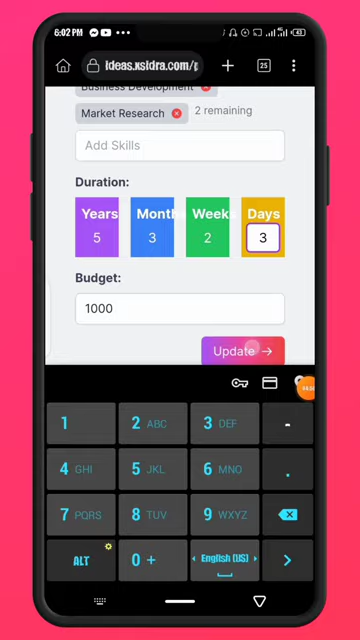 6:02 PM
43
ideas.xsidra.com/p
25
Business Development
Market Research
2 remaining
Add Skills
Duration:
Years Month Week Days
5 3 2 3
Budget:
1000
Update →
1 2 ABC 3 DEF -
4 GHI 5 JKL 6 MNO .
7 PQRS 8 TUV 9 WXYZ
ALT 0 + English (US)